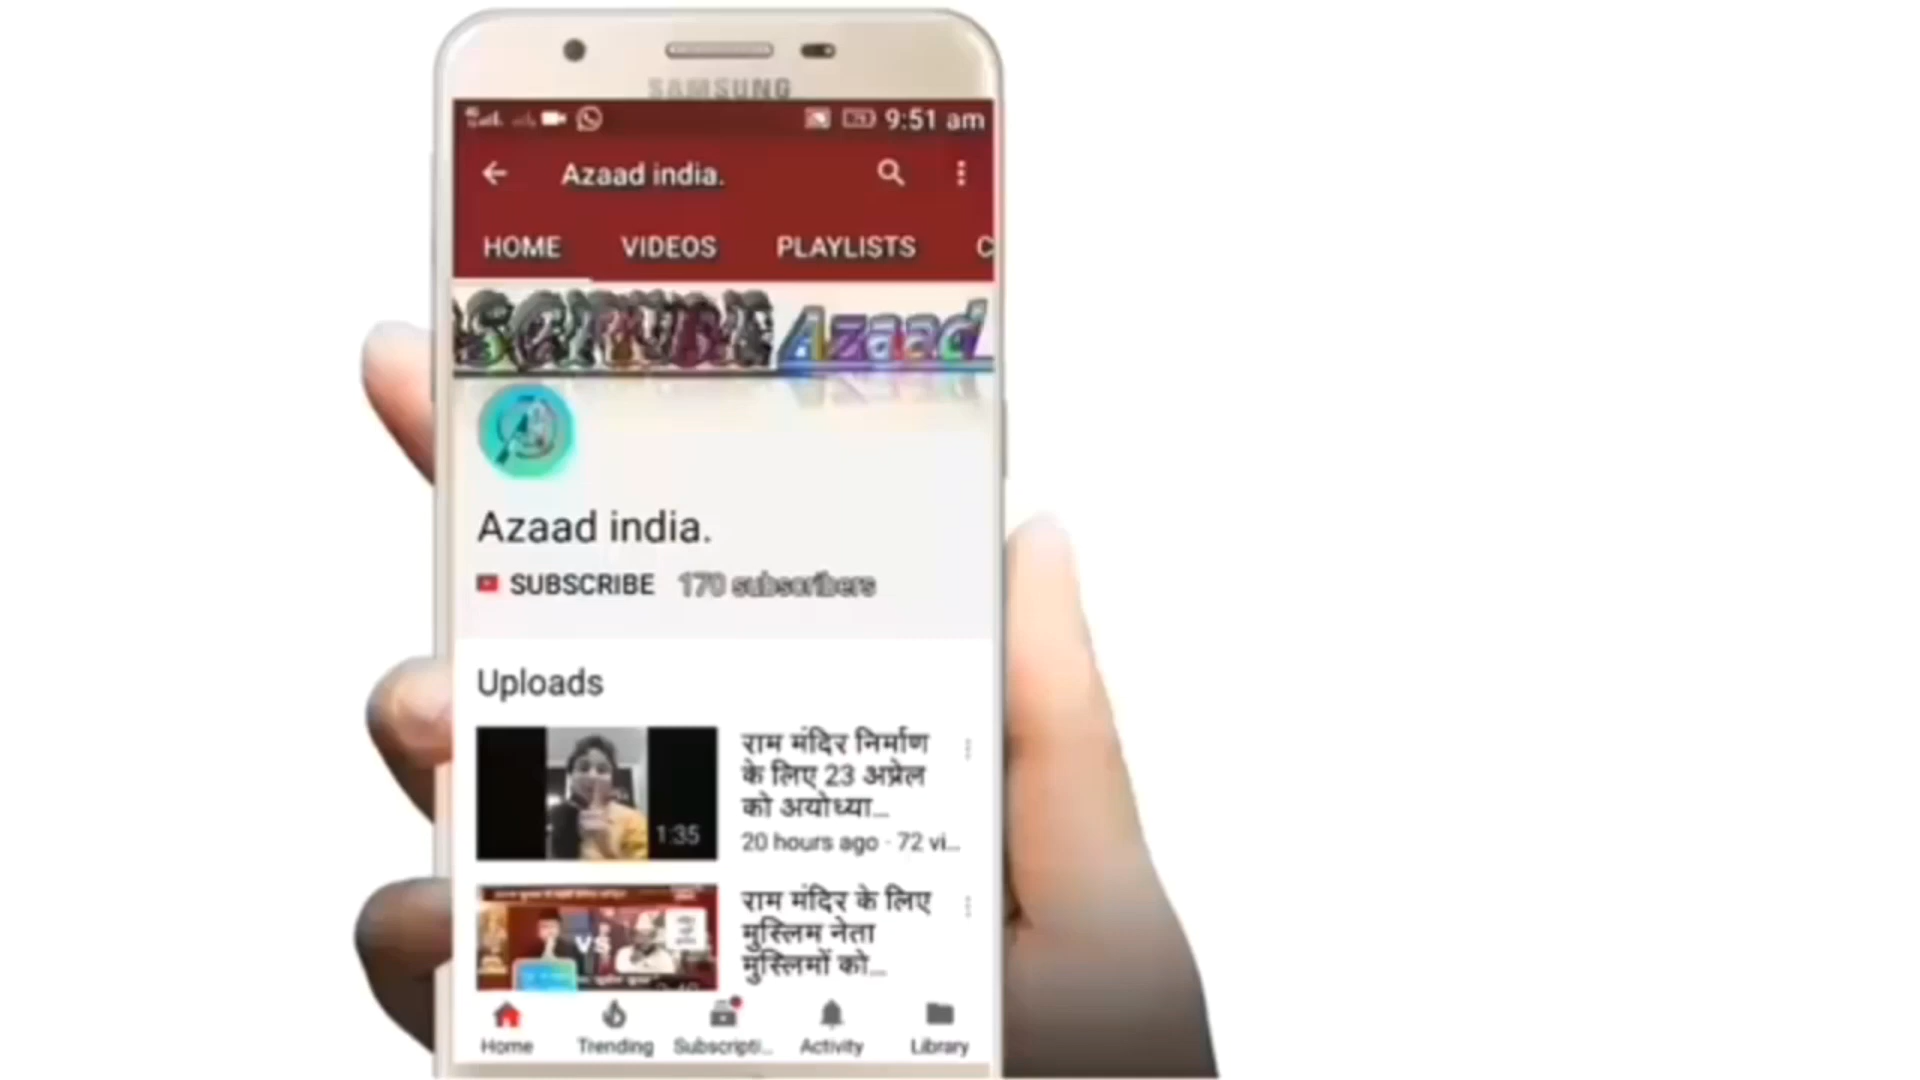 SAMSUNG
9:51 am
Azaad india.
HOME VIDEOS PLAYLISTS C
Azaad
Azaad india.
SUBSCRIBE 170 subscribers
Uploads
राम मंदिर निर्माण
के लिए 23 अप्रेल
को अयोध्या...
20 hours ago · 72 vi...
1:35
राम मंदिर के लिए
मुस्लिम नेता
मुस्लिमों को...
VS
Home Trending Subscripti... Activity Library